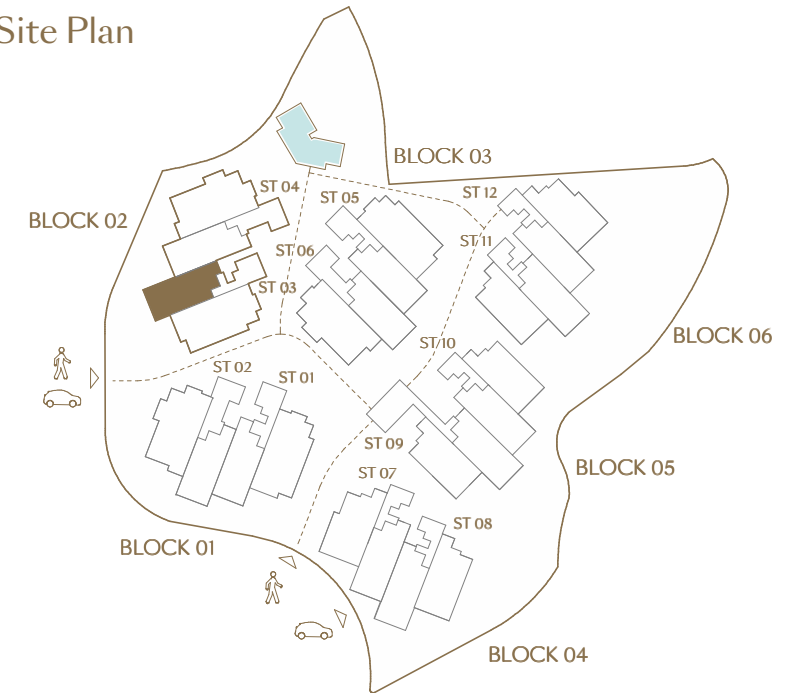 Site Plan
BLOCK 03
ST 04
ST 05
ST 12
BLOCK 02
ST 11
ST 06
ST 03
BLOCK 06
ST 10
ST 02
ST 01
ST 09
BLOCK 05
ST 07
ST 08
BLOCK 01
BLOCK 04